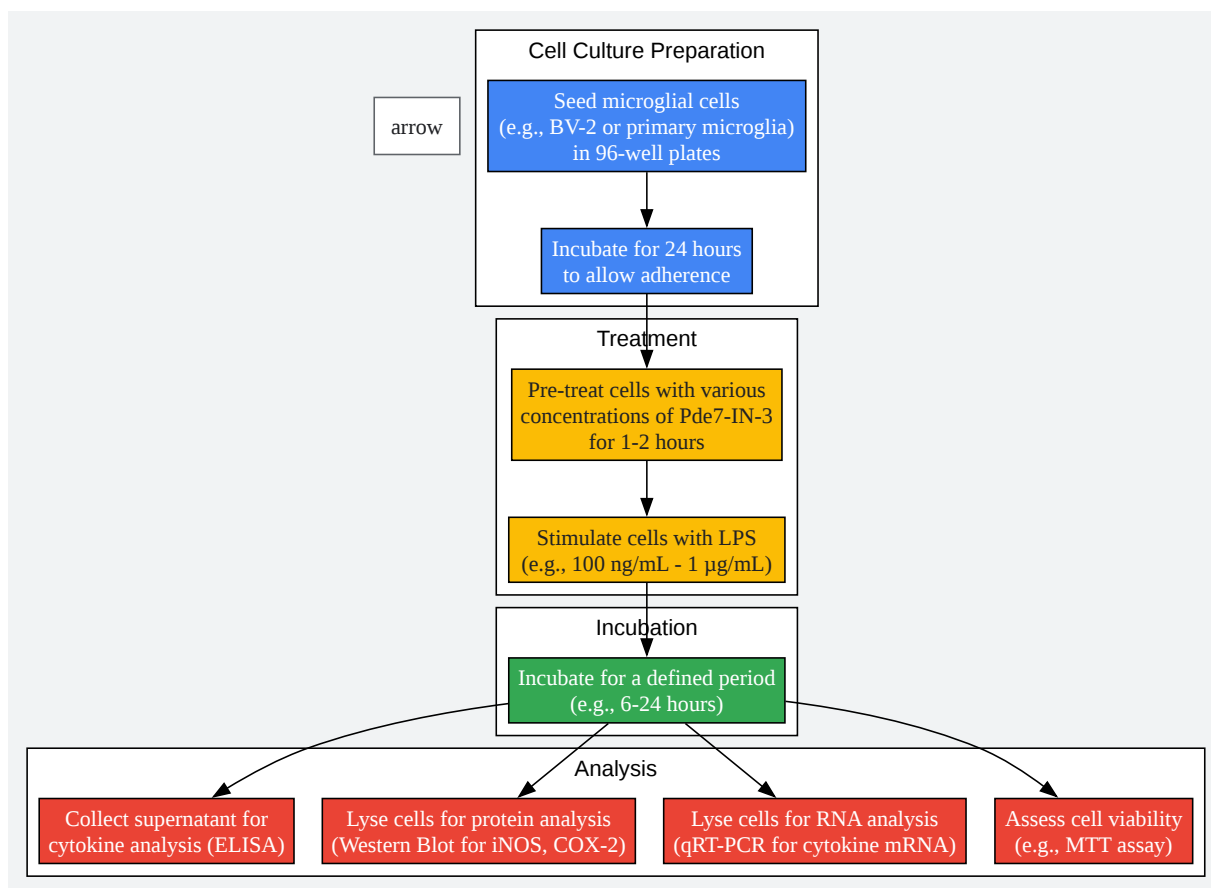 Cell Culture Preparation
arrow
Seed microglial cells
(e.g., BV-2 or primary microglia)
in 96-well plates
Incubate for 24 hours
to allow adherence
Treatment
Pre-treat cells with various
concentrations of Pde7-IN-3
for 1-2 hours
Stimulate cells with LPS
(e.g., 100 ng/mL - 1 µg/mL)
Incubation
Incubate for a defined period
(e.g., 6-24 hours)
Analysis
Collect supernatant for
cytokine analysis (ELISA)
Lyse cells for protein analysis
(Western Blot for iNOS, COX-2)
Lyse cells for RNA analysis
(qRT-PCR for cytokine mRNA)
Assess cell viability
(e.g., MTT assay)